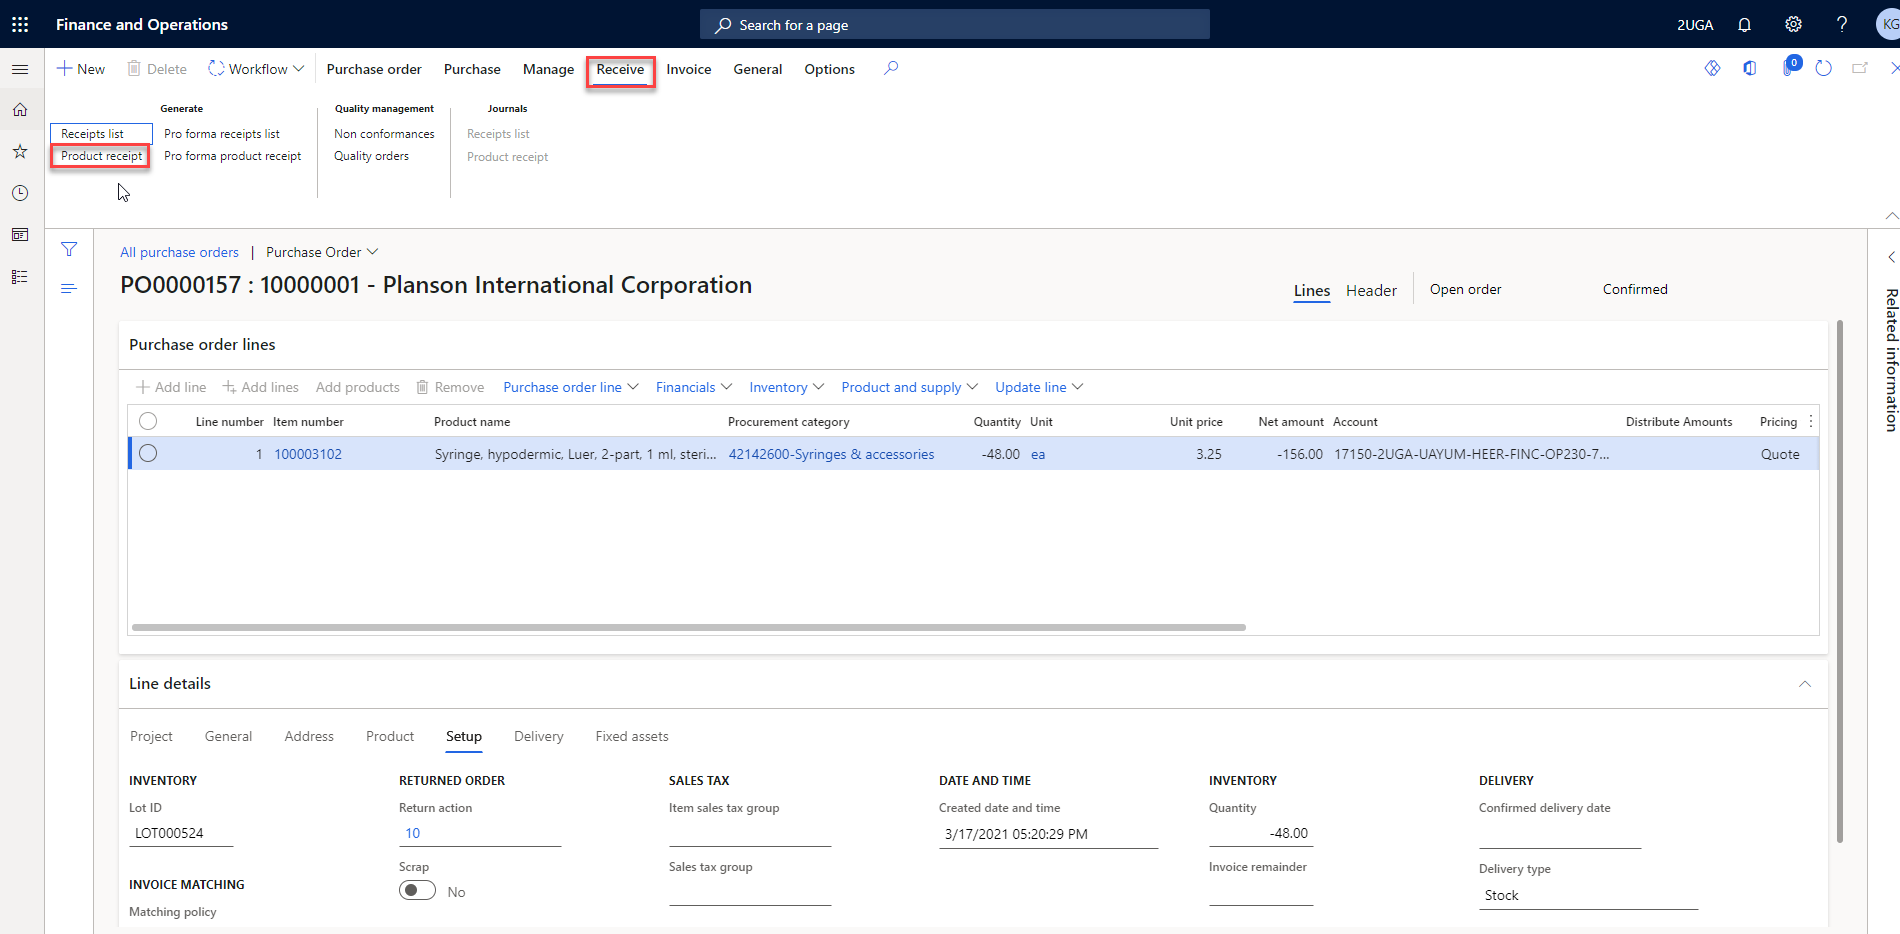 Finance and Operations
Search for a page
2UGA
?
KG
New
Delete
Workflow
Purchase order
Purchase
Manage
Receive
Invoice
General
Options
0
Generate
Receipts list
Pro forma receipts list
Product receipt
Pro forma product receipt
Quality management
Non conformances
Quality orders
Journals
Receipts list
Product receipt
All purchase orders | Purchase Order
PO0000157 : 10000001 - Planson International Corporation
Lines
Header
Open order
Confirmed
Related information
Purchase order lines
Add line
Add lines
Add products
Remove
Purchase order line
Financials
Inventory
Product and supply
Update line
Line number Item number Product name Procurement category Quantity Unit Unit price Net amount Account Distribute Amounts Pricing
1 100003102 Syringe, hypodermic, Luer, 2-part, 1 ml, steri... 42142600-Syringes & accessories -48.00 ea 3.25 -156.00 17150-2UGA-UAYUM-HEER-FINC-OP230-7... Quote
Line details
Project General Address Product Setup Delivery Fixed assets
INVENTORY
Lot ID
LOT000524
INVOICE MATCHING
Matching policy
RETURNED ORDER
Return action
10
Scrap
No
SALES TAX
Item sales tax group
Sales tax group
DATE AND TIME
Created date and time
3/17/2021 05:20:29 PM
INVENTORY
Quantity
-48.00
Invoice remainder
DELIVERY
Confirmed delivery date
Delivery type
Stock